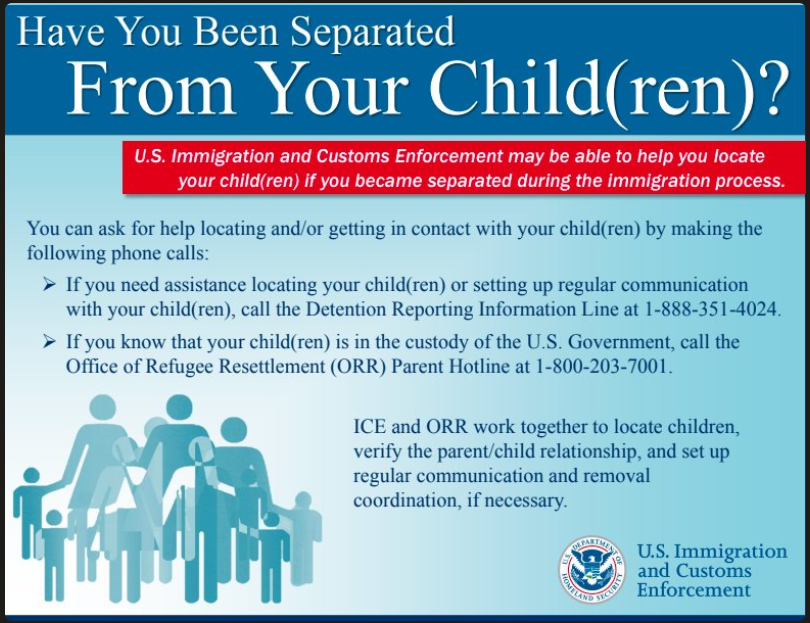 Have You Been Separated
From Your Child(ren)?
U.S. Immigration and Customs Enforcement may be able to help you locate
your child(ren) if you became separated during the immigration process.
You can ask for help locating and/or getting in contact with your child(ren) by making the
following phone calls:
➢ If you need assistance locating your child(ren) or setting up regular communication
with your child(ren), call the Detention Reporting Information Line at 1-888-351-4024.
➢ If you know that your child(ren) is in the custody of the U.S. Government, call the
Office of Refugee Resettlement (ORR) Parent Hotline at 1-800-203-7001.
ICE and ORR work together to locate children,
verify the parent/child relationship, and set up
regular communication and removal
coordination, if necessary.
U.S. DEPARTMENT OF
HOMELAND SECURITY
U.S. Immigration
and Customs
Enforcement